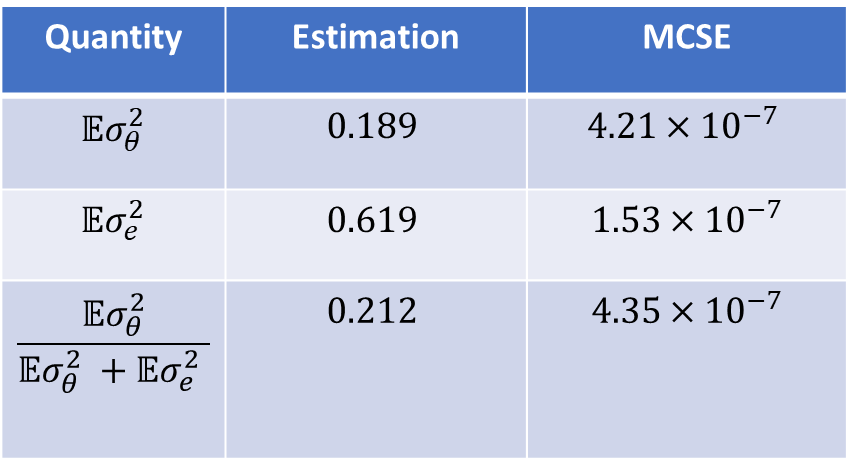 Quantity Estimation MCSE
𝔼σ_θ^2 0.189 4.21 × 10^−7
𝔼σ_e^2 0.619 1.53 × 10^−7
𝔼σ_θ^2 0.212 4.35 × 10^−7
𝔼σ_θ^2 + 𝔼σ_e^2